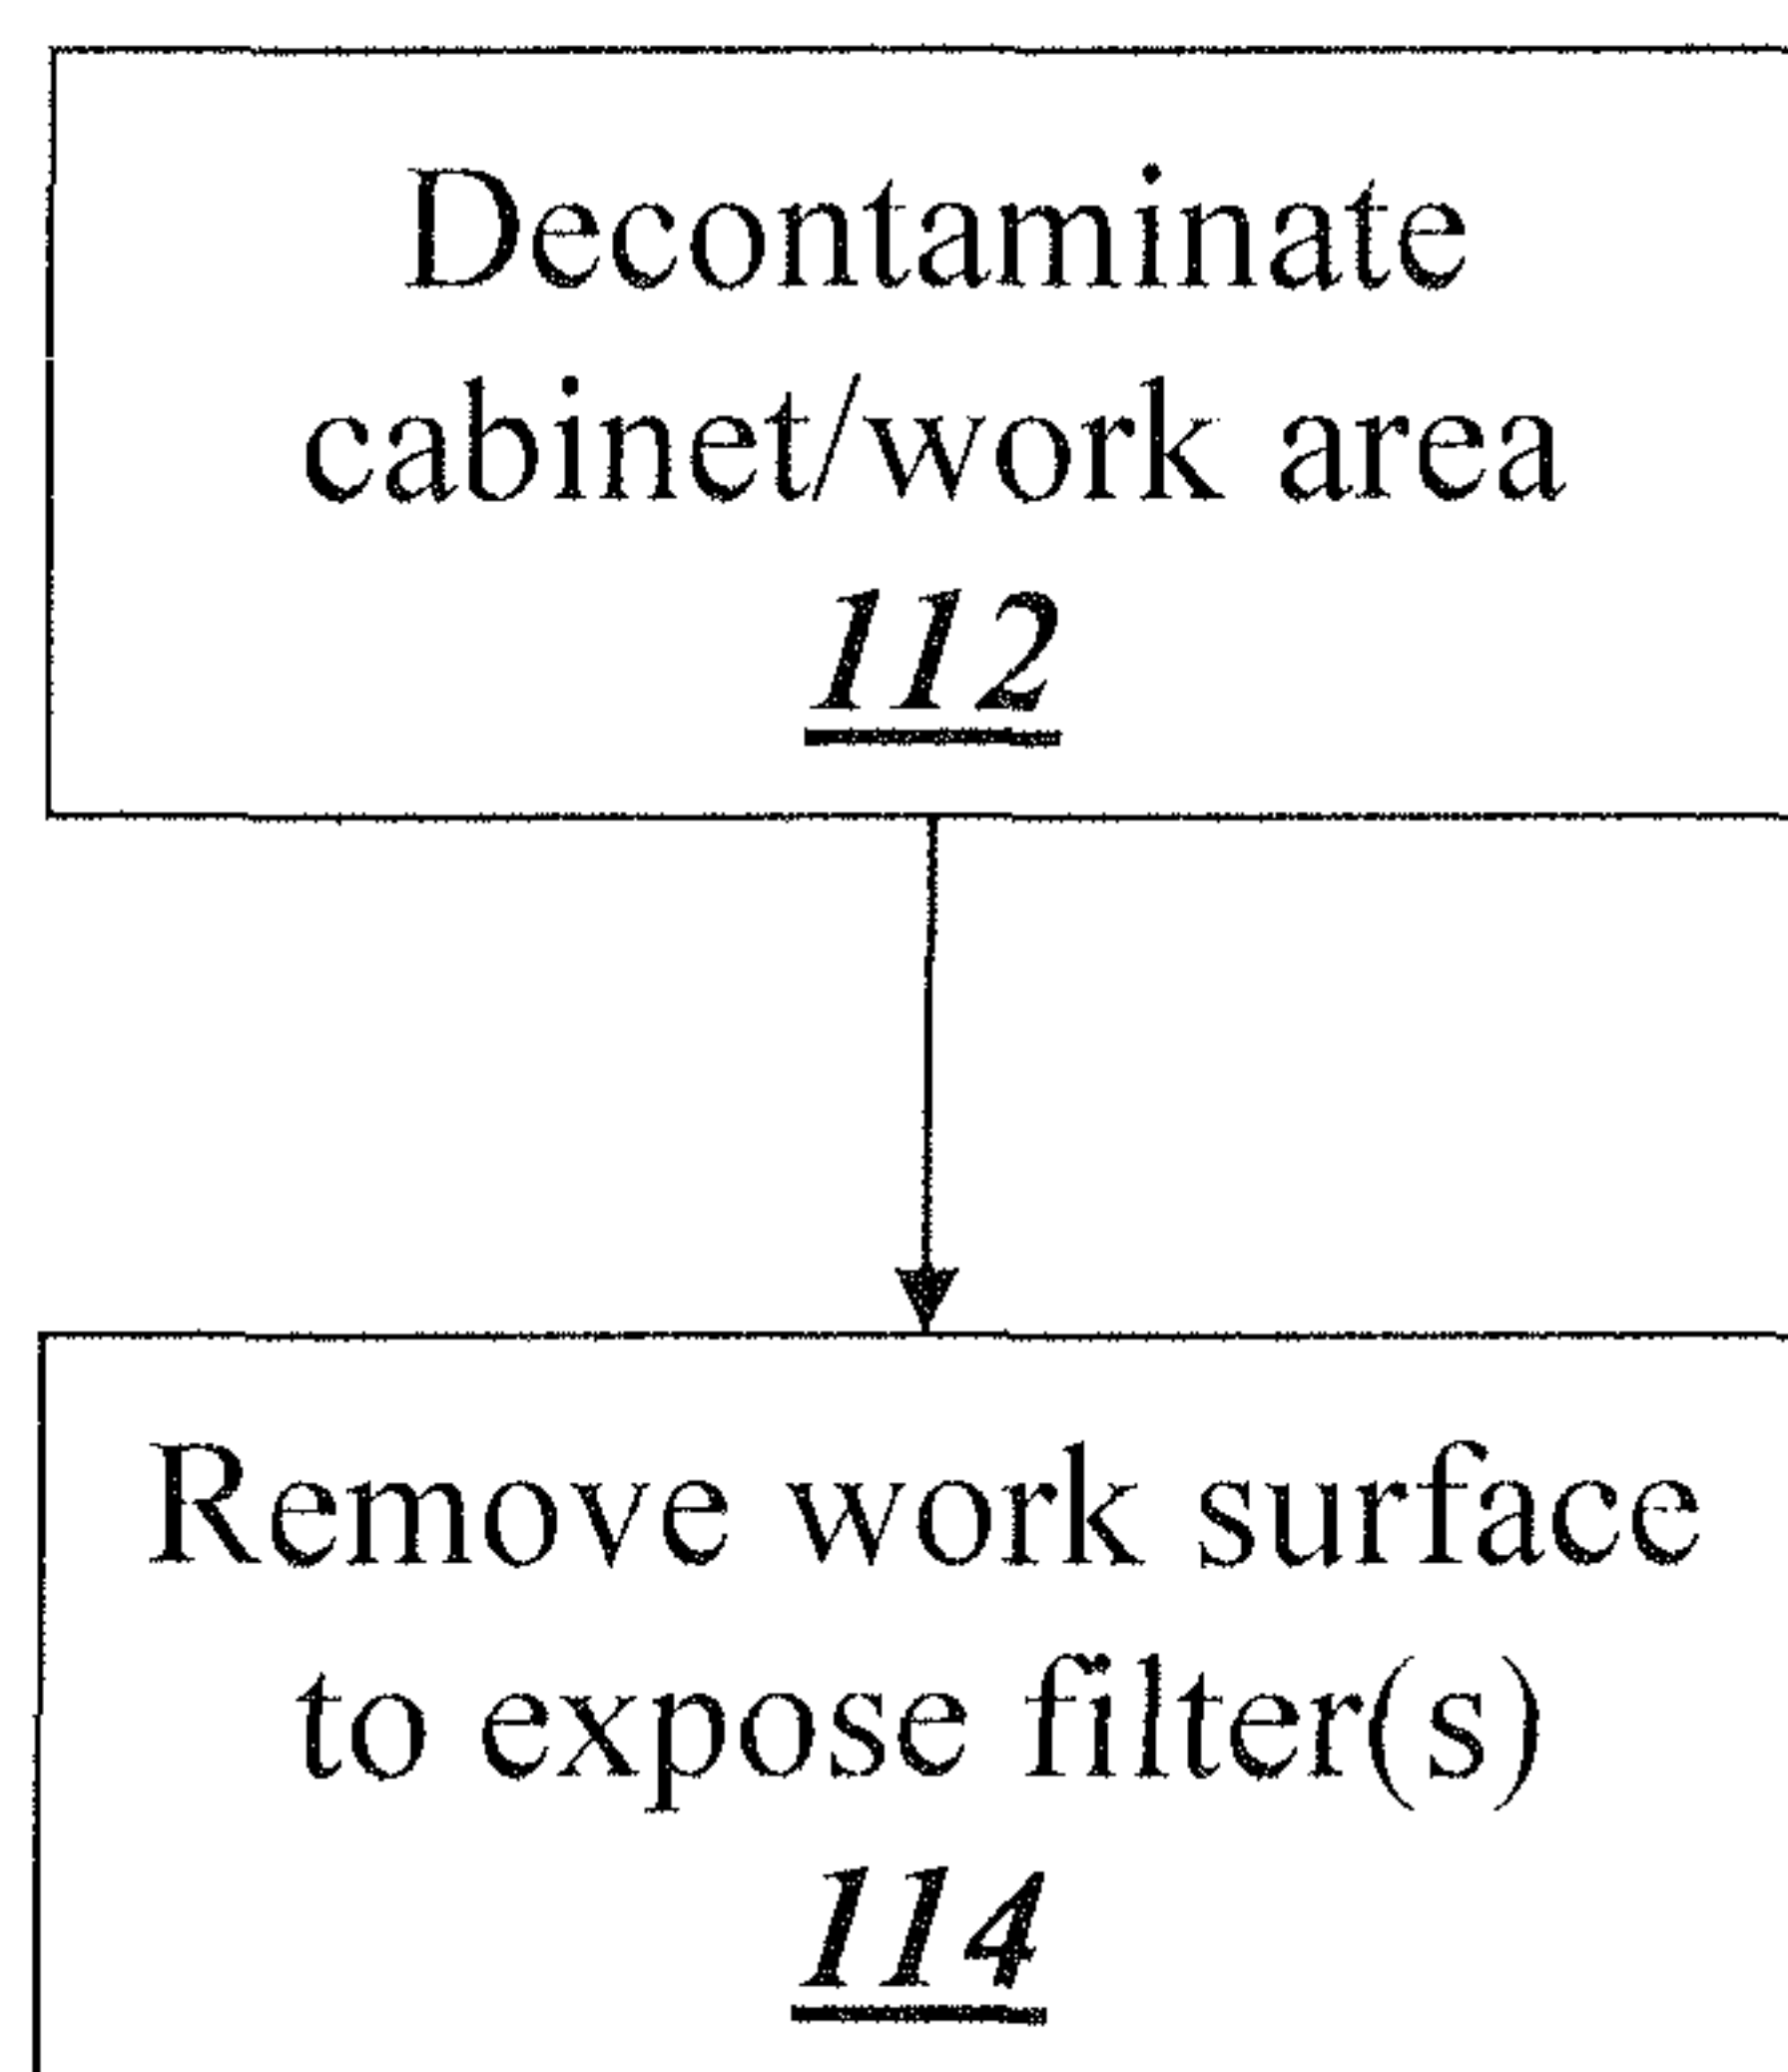 Decontaminate
cabinet/work area
112
Remove work surface
to expose filter(s)
114